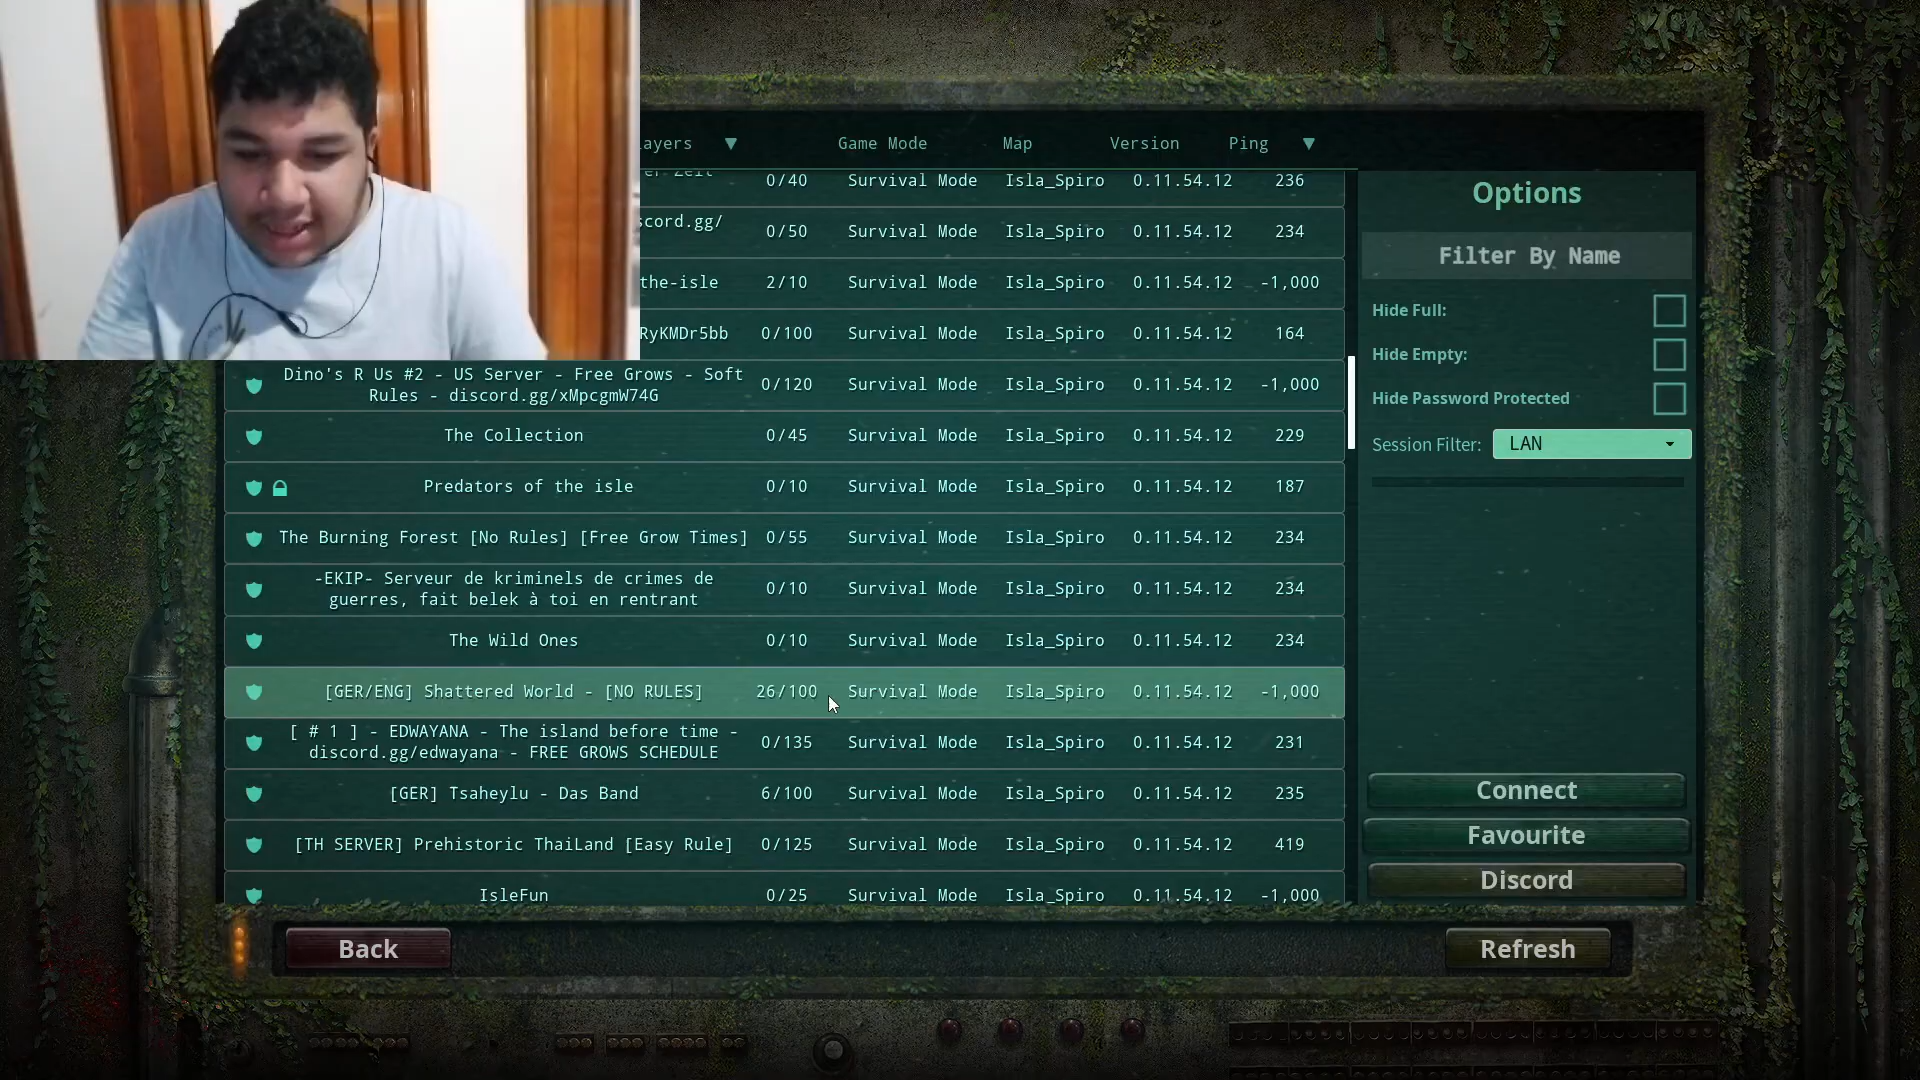 ayers ▼ Game Mode Map Version Ping ▼
0/40 Survival Mode Isla_Spiro 0.11.54.12 236
scord.gg/
0/50 Survival Mode Isla_Spiro 0.11.54.12 234
the-isle 2/10 Survival Mode Isla_Spiro 0.11.54.12 -1,000
RyKMDr5bb 0/100 Survival Mode Isla_Spiro 0.11.54.12 164
Dino's R Us #2 - US Server - Free Grows - Soft
Rules - discord.gg/xMpcgmW74G
0/120 Survival Mode Isla_Spiro 0.11.54.12 -1,000
The Collection 0/45 Survival Mode Isla_Spiro 0.11.54.12 229
Predators of the isle 0/10 Survival Mode Isla_Spiro 0.11.54.12 187
The Burning Forest [No Rules] [Free Grow Times] 0/55 Survival Mode Isla_Spiro 0.11.54.12 234
-EKIP- Serveur de kriminels de crimes de
guerres, fait belek à toi en rentrant
0/10 Survival Mode Isla_Spiro 0.11.54.12 234
The Wild Ones 0/10 Survival Mode Isla_Spiro 0.11.54.12 234
[GER/ENG] Shattered World - [NO RULES] 26/100 Survival Mode Isla_Spiro 0.11.54.12 -1,000
[ # 1 ] - EDWAYANA - The island before time -
discord.gg/edwayana - FREE GROWS SCHEDULE
0/135 Survival Mode Isla_Spiro 0.11.54.12 231
[GER] Tsaheylu - Das Band 6/100 Survival Mode Isla_Spiro 0.11.54.12 235
[TH SERVER] Prehistoric ThaiLand [Easy Rule] 0/125 Survival Mode Isla_Spiro 0.11.54.12 419
IsleFun 0/25 Survival Mode Isla_Spiro 0.11.54.12 -1,000
Options
Filter By Name
Hide Full:
Hide Empty:
Hide Password Protected
Session Filter: LAN
Connect
Favourite
Discord
Back
Refresh